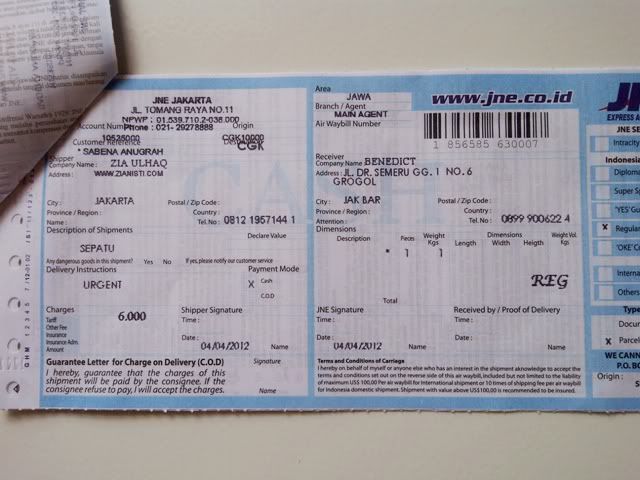 JNE JAKARTA
JL. TOMANG RAYA NO.11
NPWP : 01.539.710.2-036.000
Account Number Phone : 021- 29278888 Origin
10535000 CGK10000
Customer Reference CGK
* SABENA ANUGRAH
Shipper
Company Name : ZIA ULHAQ
Address : WWW.ZIANISTI.COM
City : JAKARTA Postal / Zip Code :
Province / Region : Country :
Name : Tel.No : 0812 1957144 1
Description of Shipments Declare Value
SEPATU
Any dangerous goods in this shipment? Yes No If yes, please notify our customer service
Delivery Instructions Payment Mode
URGENT X Cash
C.O.D
Charges 6.000 Shipper Signature
Tariff Time :
Other Fee
Insurance
Insurance Adm. Date :
Amount 04/04/2012 Name
Guarantee Letter for Charge on Delivery (C.O.D) Signature
I hereby, guarantee that the charges of this
shipment will be paid by the consignee. If the
consignee refuse to pay, I will accept the charges. Name
Area
JAWA
Branch / Agent
MAIN AGENT
Air Waybill Number
www.jne.co.id
1 856585 630007
Receiver
Company Name : BENEDICT
Address : JL. DR. SEMERU GG. 1 NO. 6
GROGOL
City : JAK BAR Postal / Zip Code :
Province / Region : Country :
Attention : Tel.No : 0899 900622 4
Dimensions
Description Pieces Weight Kgs Dimensions Weight Vol. Kgs
Length Width Heigth
* 1 1
REG
Total
JNE Signature Received by / Proof of Delivery
Time : Time :
Date : Date :
04/04/2012 Name Name
Terms and Conditions of Carriage
I hereby on behalf of myself or anyone else who has an interest in the shipment aknowledge to accept the
terms and conditions set out on the reverse side of this air waybill, included but not limited to the liability
of maximum US$ 100,00 Per air waybill for International shipment or 10 times of shipping fee per air waybill
for Indonesia domestic shipment. Shipment with value above US$ 100,00 is recommended to be insured.
EXPRESS
JNE
Intracity
Diplom
Super
X Regular
Others
Type
X Parcel
WE CANN
P.O. BO
Origin :